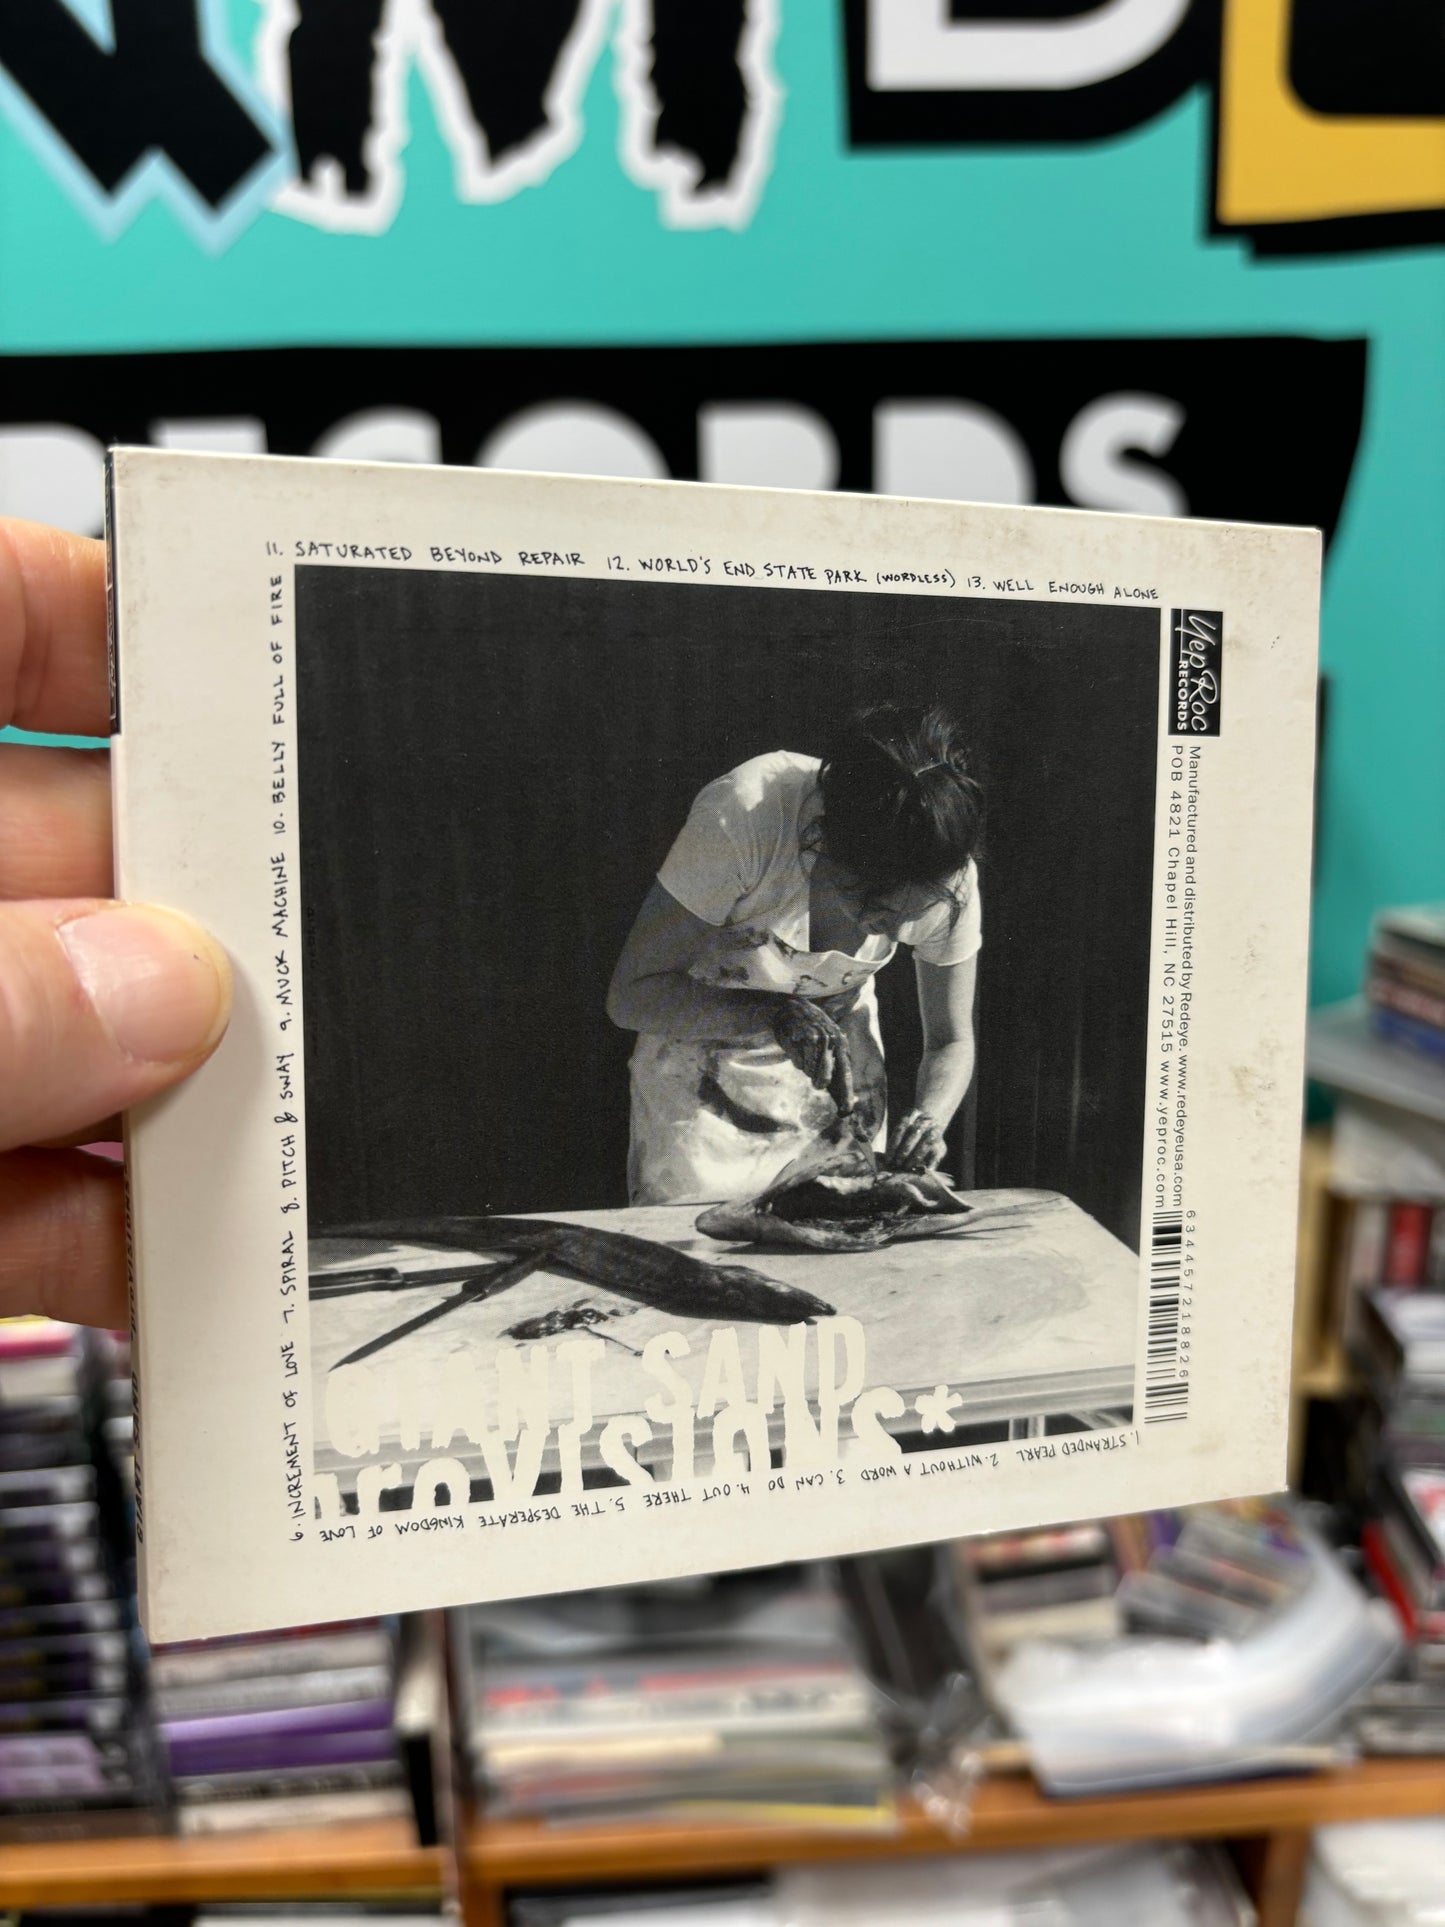 RECORDS
11. SATURATED BEYOND REPAIR 12. WORLD'S END STATE PARK (WORDLESS) 13. WELL ENOUGH ALONE
6. INCREMENT OF LOVE 7. SPIRAL 8. PITCH & SWAY 9. MUCK MACHINE 10. BELLY FULL OF FIRE
Yep Roc
RECORDS
Manufactured and distributed by Redeye. www.redeyeusa.com
POB 4821 Chapel Hill, NC 27515 www.yeproc.com
634457218826
GIANT SAND
PROVISIONS*
1. STRANDED PEARL 2. WITHOUT A WORD 3. CAN DO 4. OUT THERE 5. THE DESPERATE KINGDOM OF LOVE